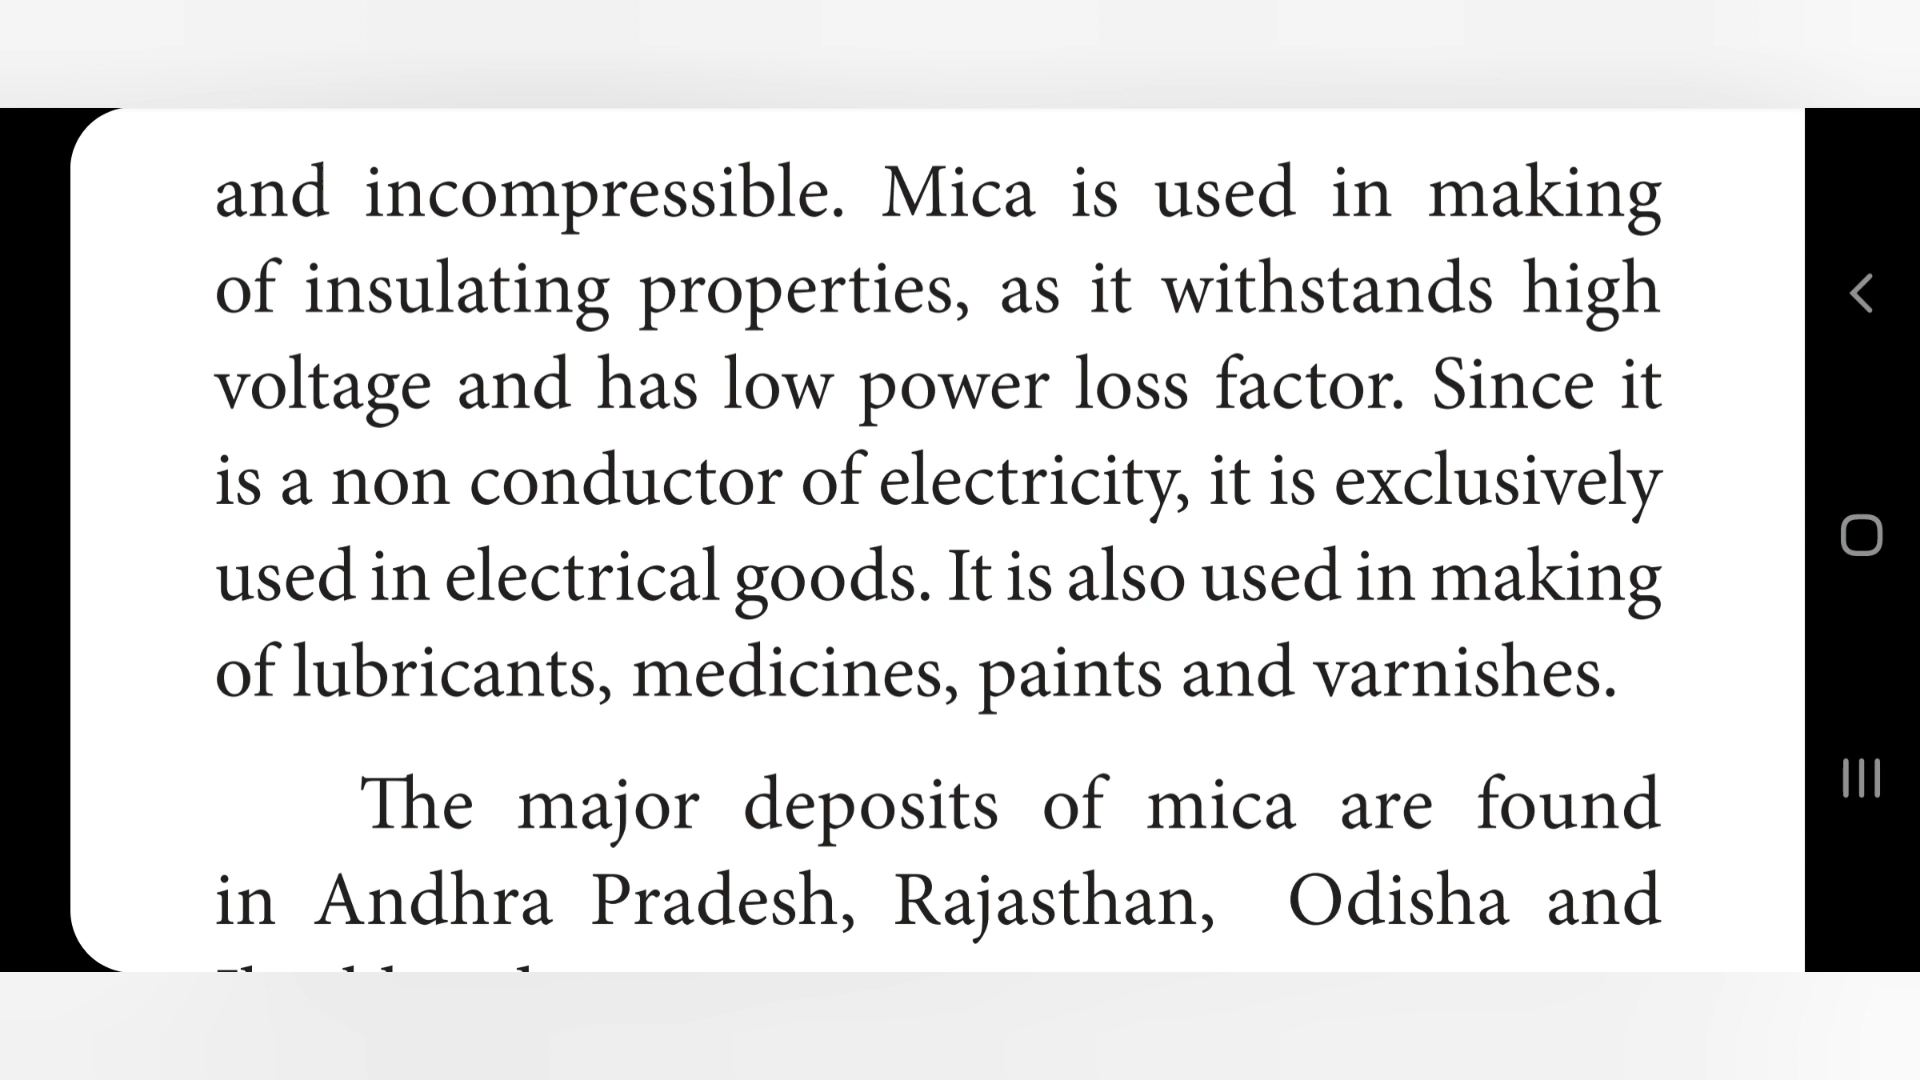 and incompressible. Mica is used in making
of insulating properties, as it withstands high
voltage and has low power loss factor. Since it
is a non conductor of electricity, it is exclusively
used in electrical goods. It is also used in making
of lubricants, medicines, paints and varnishes.
The major deposits of mica are found
in Andhra Pradesh, Rajasthan, Odisha and